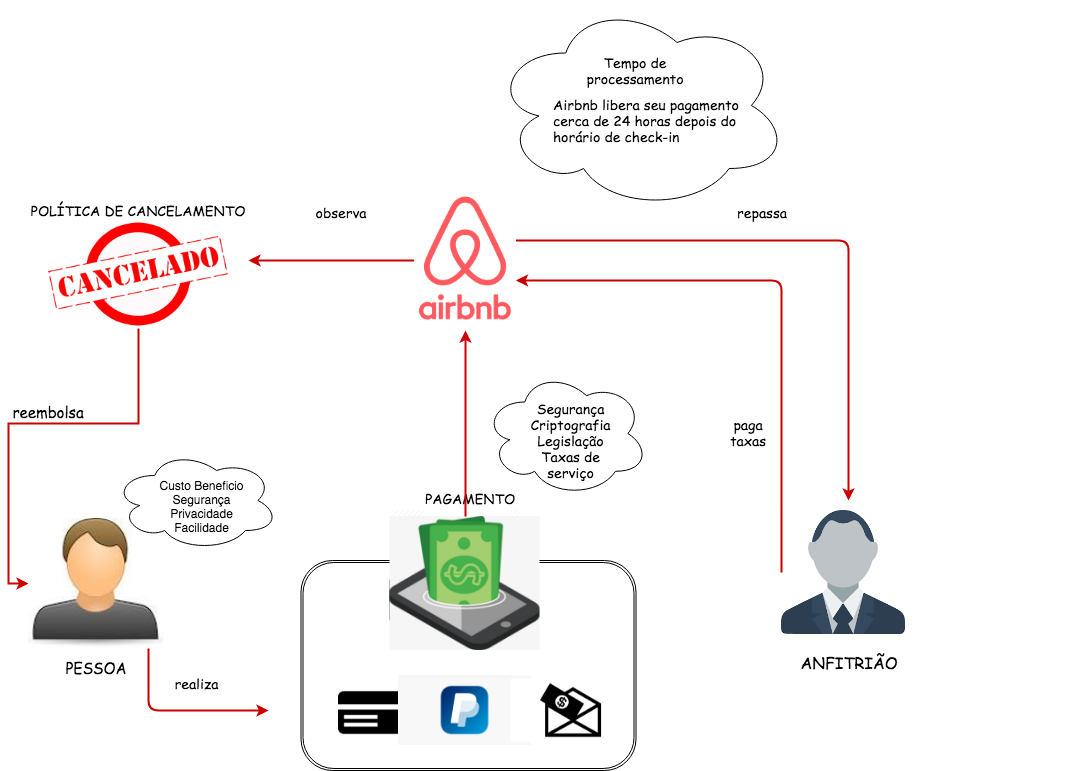 Tempo de
processamento
Airbnb libera seu pagamento
cerca de 24 horas depois do
horário de check-in
POLÍTICA DE CANCELAMENTO
observa
repassa
CANCELADO
airbnb
reembolsa
Segurança
Criptografia
Legislação
Taxas de
serviço
paga
taxas
Custo Beneficio
Segurança
Privacidade
Facilidade
PAGAMENTO
PESSOA
ANFITRIÃO
realiza